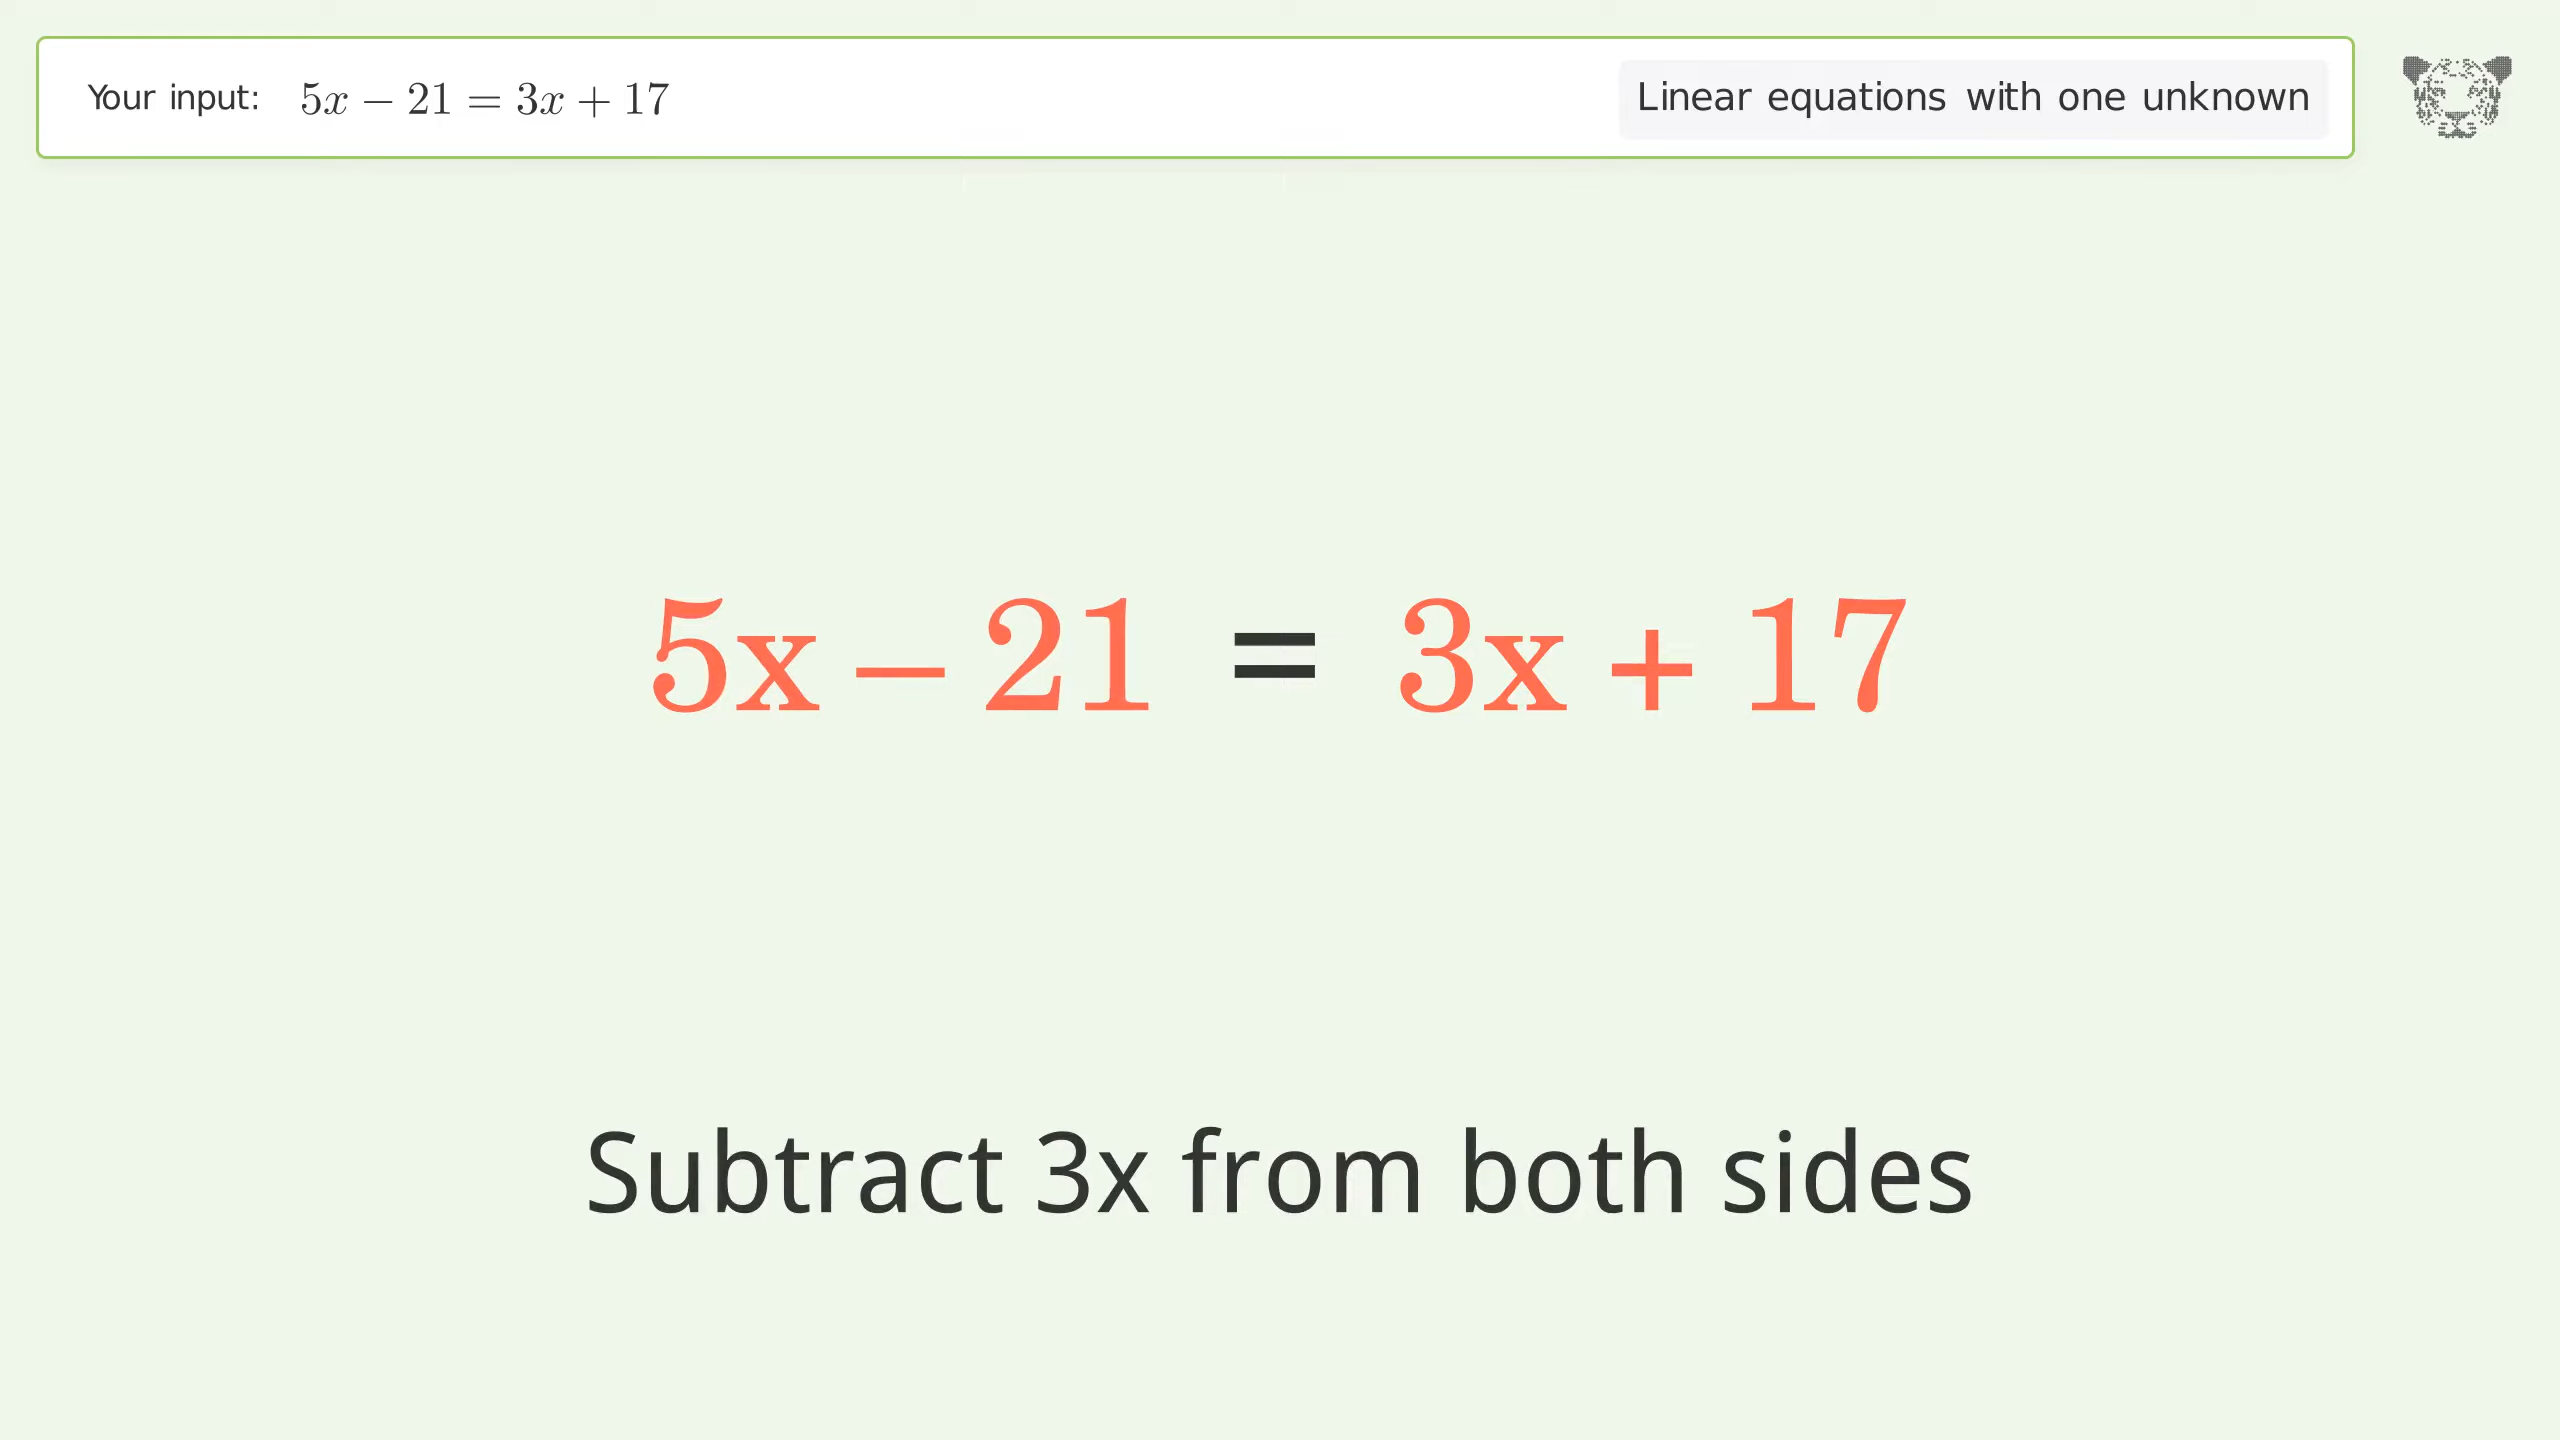 Your input: 5x − 21 = 3x + 17
Linear equations with one unknown
5x − 21 = 3x + 17
Subtract 3x from both sides